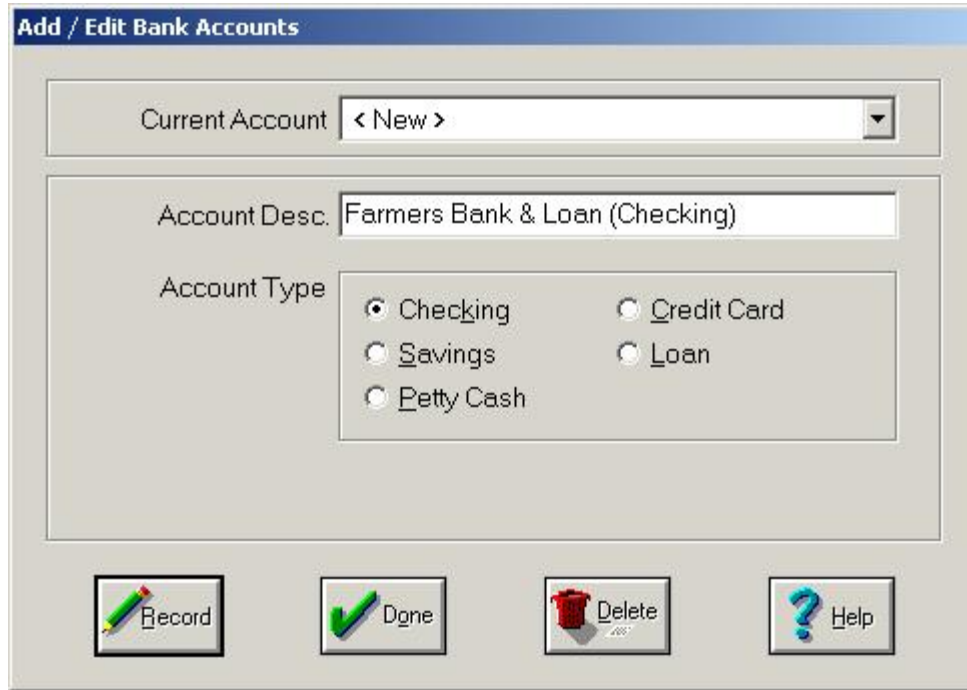 Add / Edit Bank Accounts
Current Account < New >
Account Desc. Farmers Bank & Loan (Checking)
Account Type
Checking Credit Card
Savings Loan
Petty Cash
Record Done Delete Help